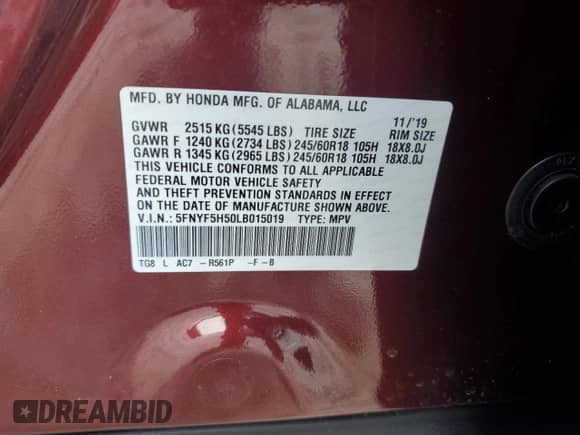 MFD. BY HONDA MFG. OF ALABAMA, LLC
GVWR 2515 KG (5545 LBS) TIRE SIZE 11/'19 RIM SIZE
GAWR F 1240 KG (2734 LBS) 245/60R18 105H 18X8.0J
GAWR R 1345 KG (2965 LBS) 245/60R18 105H 18X8.0J
THIS VEHICLE CONFORMS TO ALL APPLICABLE
FEDERAL MOTOR VEHICLE SAFETY
AND THEFT PREVENTION STANDARDS IN EFFECT
ON THE DATE OF MANUFACTURE SHOWN ABOVE.
V.I.N.: 5FNYF5H50LB015019 TYPE: MPV
TG8 L AC7 -R561P -F-B
DREAMBID